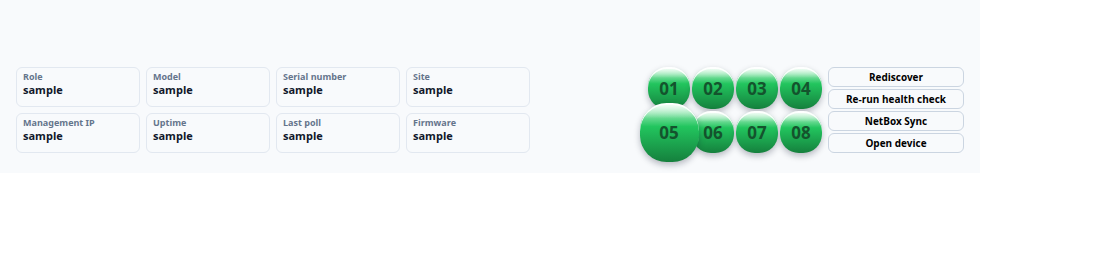 Role
sample
Model
sample
Serial number
sample
Site
sample
Management IP
sample
Uptime
sample
Last poll
sample
Firmware
sample
01 02 03 04
05 06 07 08
Rediscover
Re-run health check
NetBox Sync
Open device